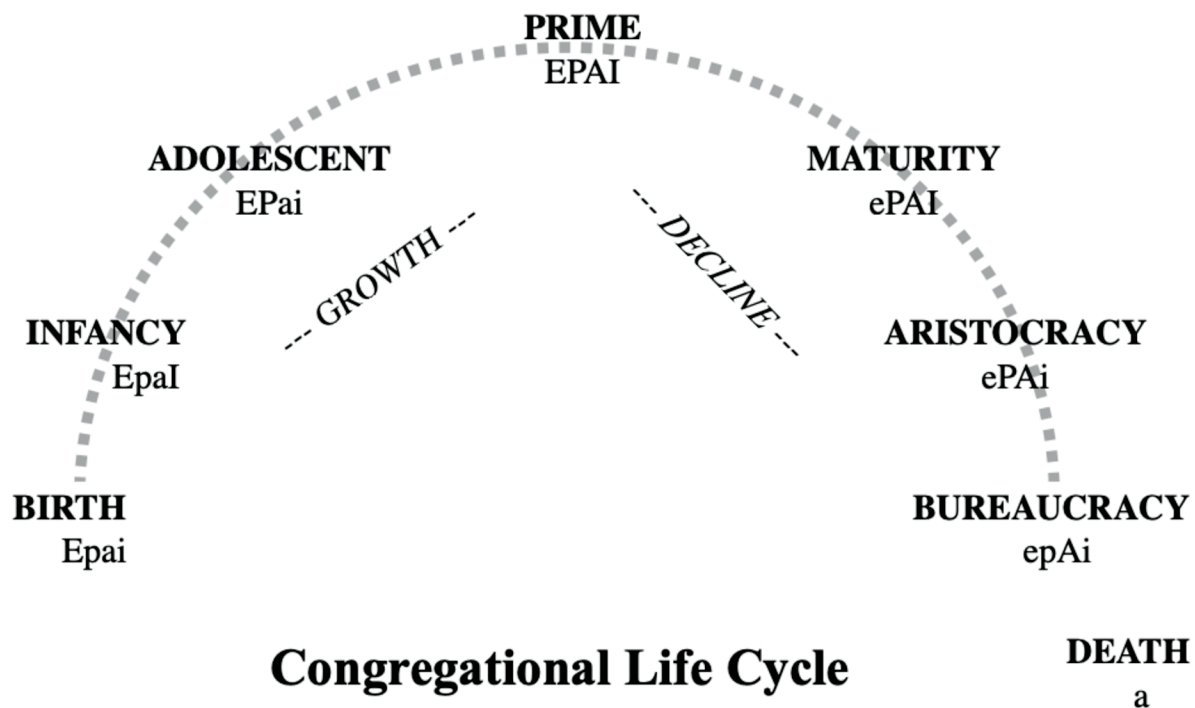 PRIME
EPAI
ADOLESCENT
EPai
MATURITY
ePAI
--- GROWTH ---
--- DECLINE ---
INFANCY
EpaI
ARISTOCRACY
ePAi
BIRTH
Epai
BUREAUCRACY
epAi
Congregational Life Cycle
DEATH
a